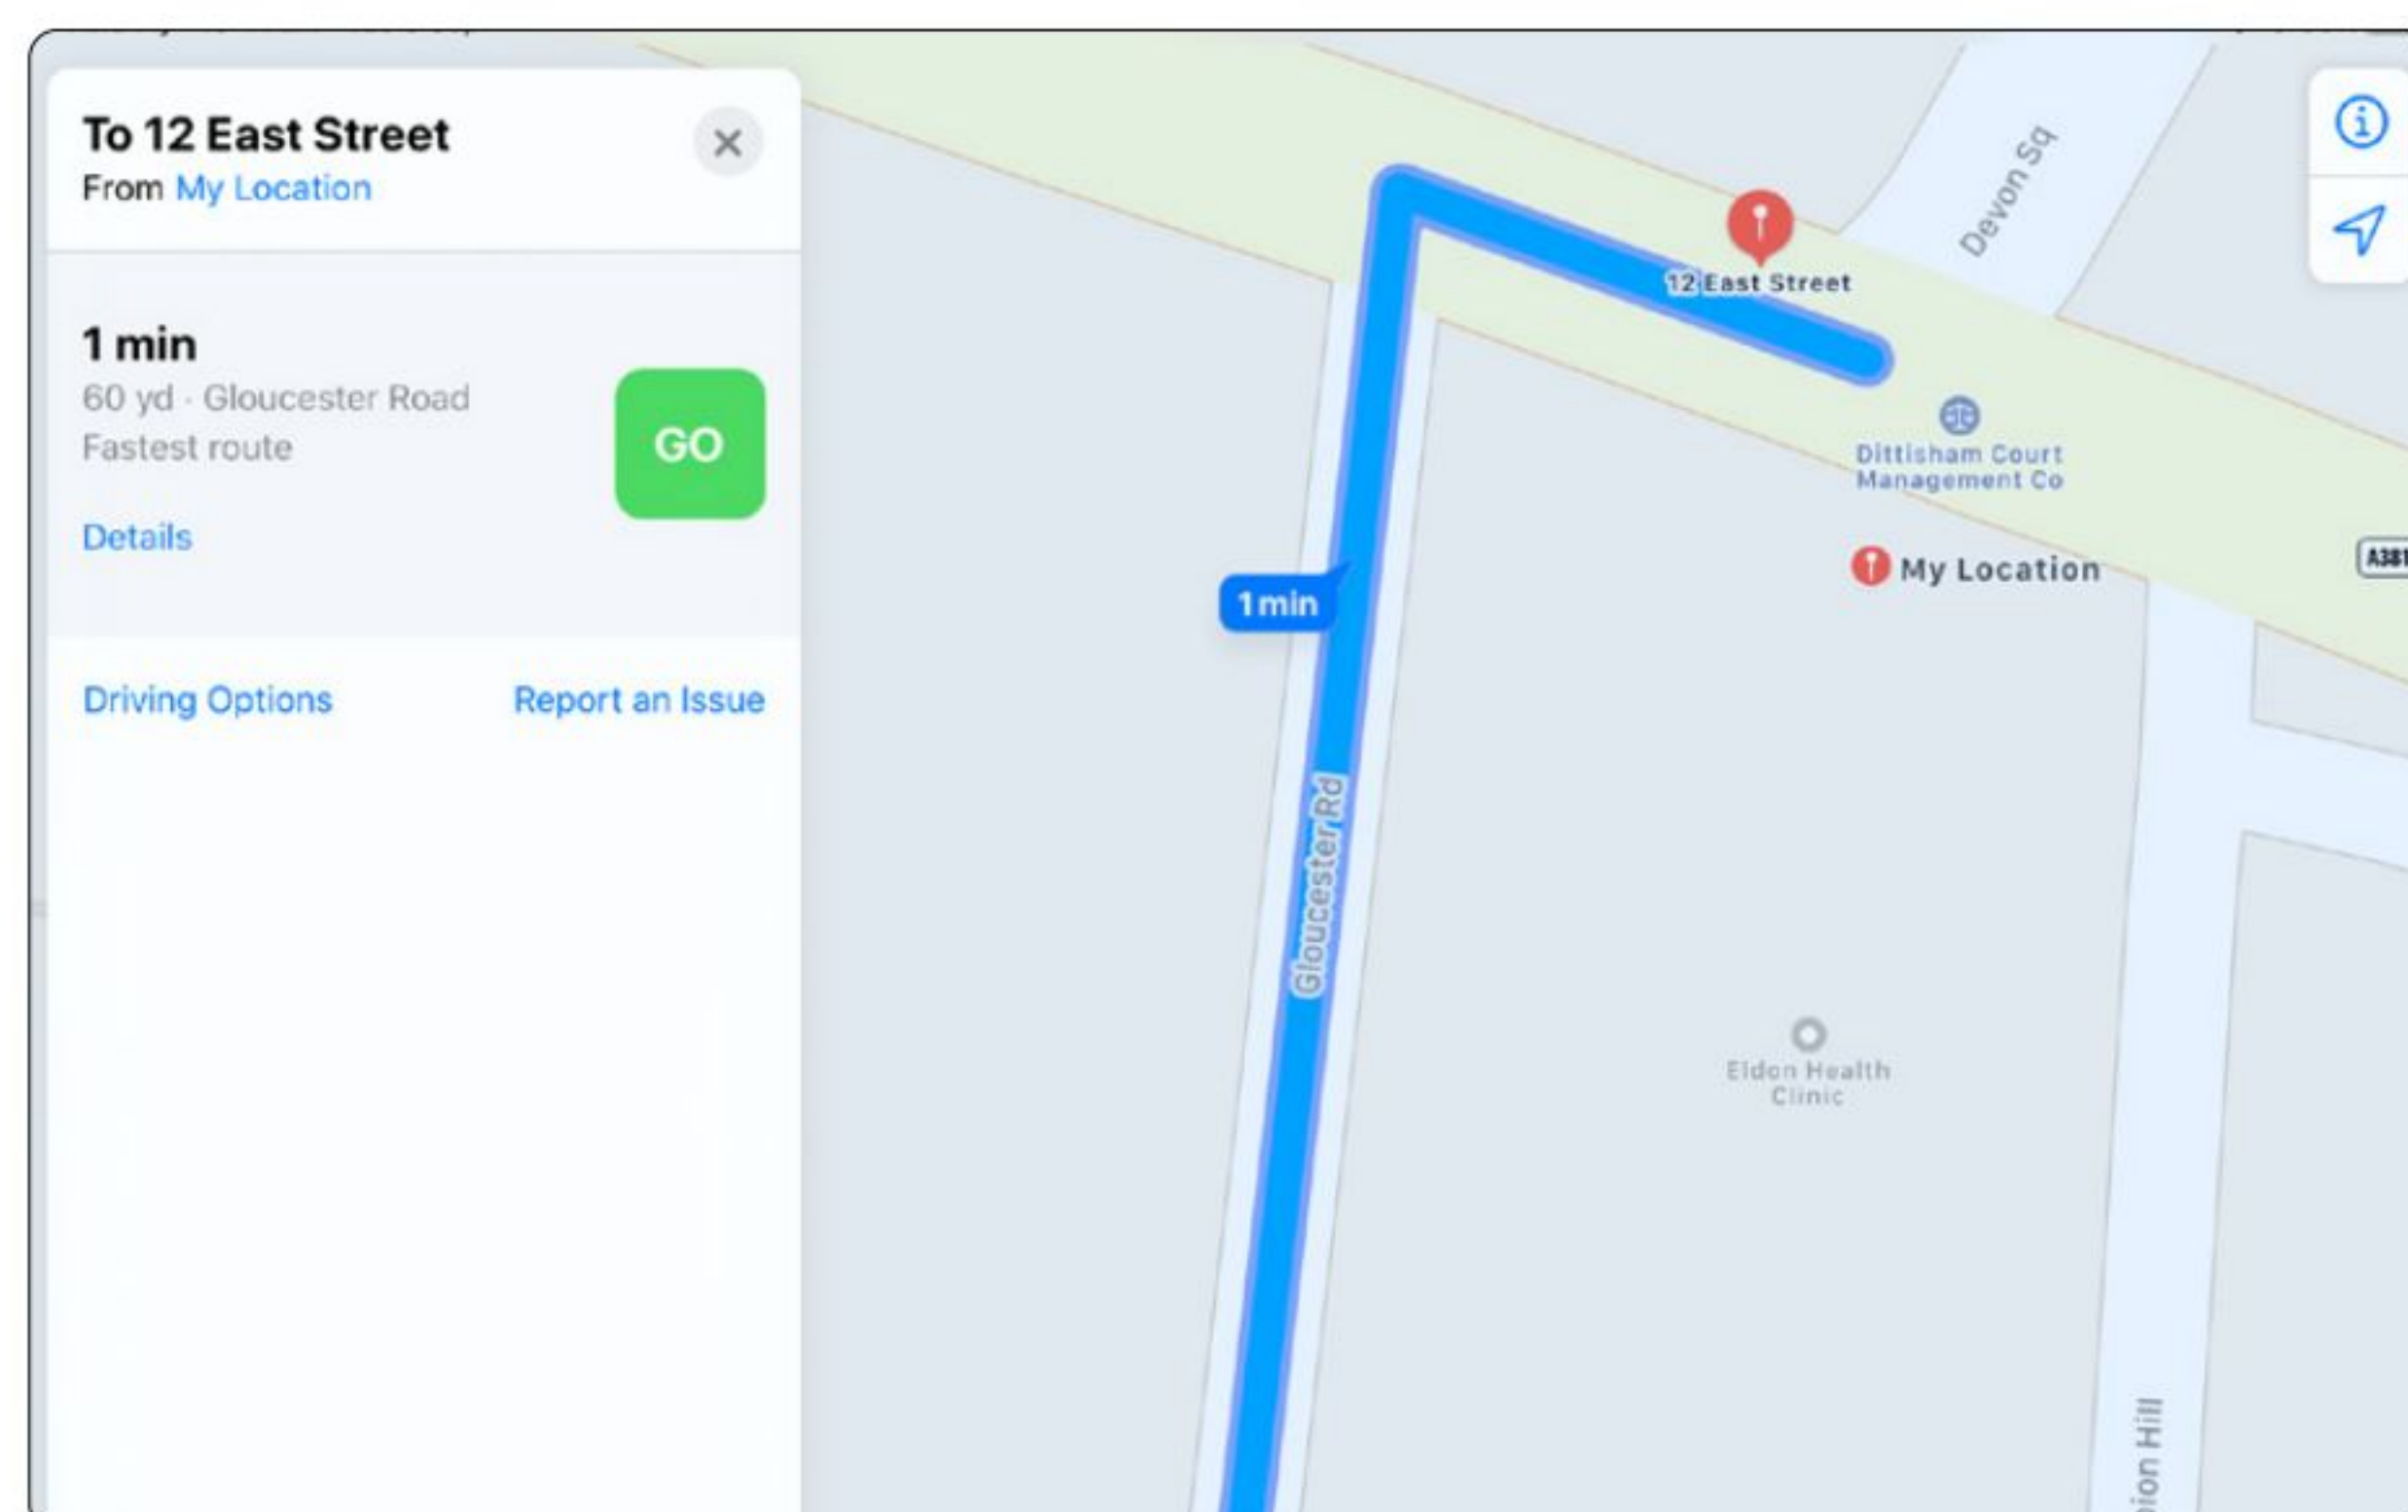 To 12 East Street
From My Location
1 min
60 yd · Gloucester Road
Fastest route
GO
Details
Driving Options
Report an Issue
Devon Sq
12 East Street
Dittisham Court
Management Co
My Location
A381
1 min
Gloucester Rd
Eldon Health
Clinic
Hill